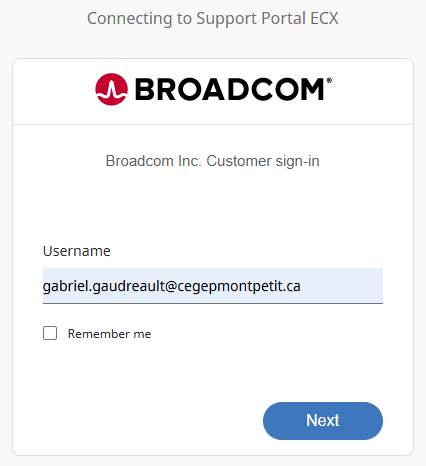 Connecting to Support Portal ECX
BROADCOM®
Broadcom Inc. Customer sign-in
Username
gabriel.gaudreault@cegepmontpetit.ca
Remember me
Next